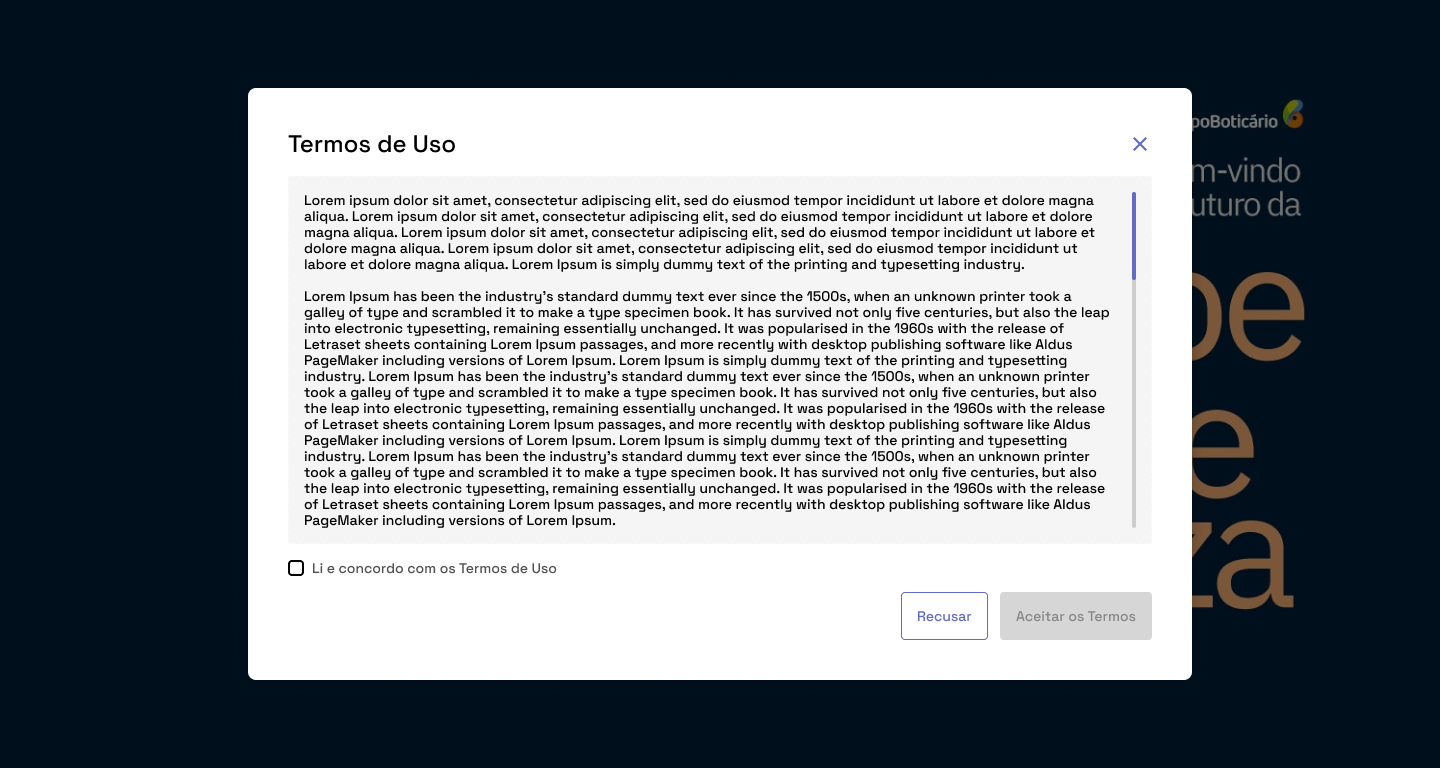 Termos de Uso
Lorem ipsum dolor sit amet, consectetur adipiscing elit, sed do eiusmod tempor incididunt ut labore et dolore magna
aliqua. Lorem ipsum dolor sit amet, consectetur adipiscing elit, sed do eiusmod tempor incididunt ut labore et dolore
magna aliqua. Lorem ipsum dolor sit amet, consectetur adipiscing elit, sed do eiusmod tempor incididunt ut labore et
dolore magna aliqua. Lorem ipsum dolor sit amet, consectetur adipiscing elit, sed do eiusmod tempor incididunt ut
labore et dolore magna aliqua. Lorem Ipsum is simply dummy text of the printing and typesetting industry.
Lorem Ipsum has been the industry's standard dummy text ever since the 1500s, when an unknown printer took a
galley of type and scrambled it to make a type specimen book. It has survived not only five centuries, but also the leap
into electronic typesetting, remaining essentially unchanged. It was popularised in the 1960s with the release of
Letraset sheets containing Lorem Ipsum passages, and more recently with desktop publishing software like Aldus
PageMaker including versions of Lorem Ipsum. Lorem Ipsum is simply dummy text of the printing and typesetting
industry. Lorem Ipsum has been the industry's standard dummy text ever since the 1500s, when an unknown printer
took a galley of type and scrambled it to make a type specimen book. It has survived not only five centuries, but also
the leap into electronic typesetting, remaining essentially unchanged. It was popularised in the 1960s with the release
of Letraset sheets containing Lorem Ipsum passages, and more recently with desktop publishing software like Aldus
PageMaker including versions of Lorem Ipsum. Lorem Ipsum is simply dummy text of the printing and typesetting
industry. Lorem Ipsum has been the industry's standard dummy text ever since the 1500s, when an unknown printer
took a galley of type and scrambled it to make a type specimen book. It has survived not only five centuries, but also
the leap into electronic typesetting, remaining essentially unchanged. It was popularised in the 1960s with the release
of Letraset sheets containing Lorem Ipsum passages, and more recently with desktop publishing software like Aldus
PageMaker including versions of Lorem Ipsum.
Li e concordo com os Termos de Uso
Recusar
Aceitar os Termos
poBoticário
m-vindo
uturo da
be
e
za